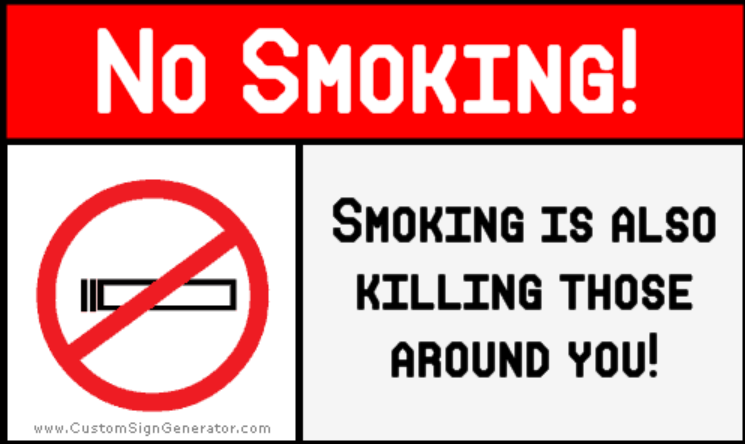 No Smoking!
Smoking is also
killing those
around you!
www.CustomSignGenerator.com